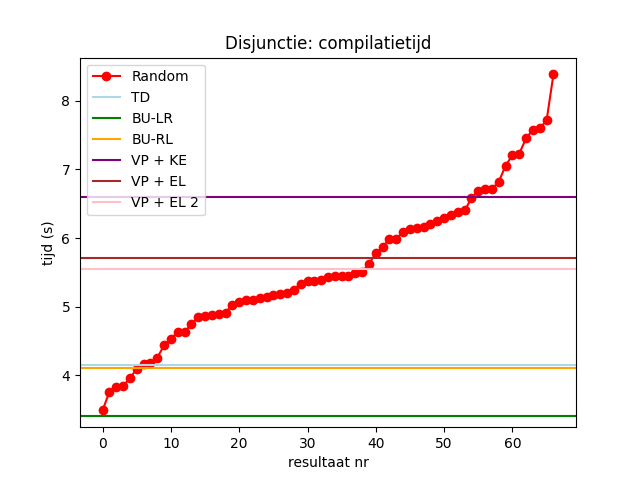 Disjunctie: compilatietijd
Random
TD
BU-LR
BU-RL
VP + KE
VP + EL
VP + EL 2
tijd (s)
8
7
6
5
4
0 10 20 30 40 50 60
resultaat nr